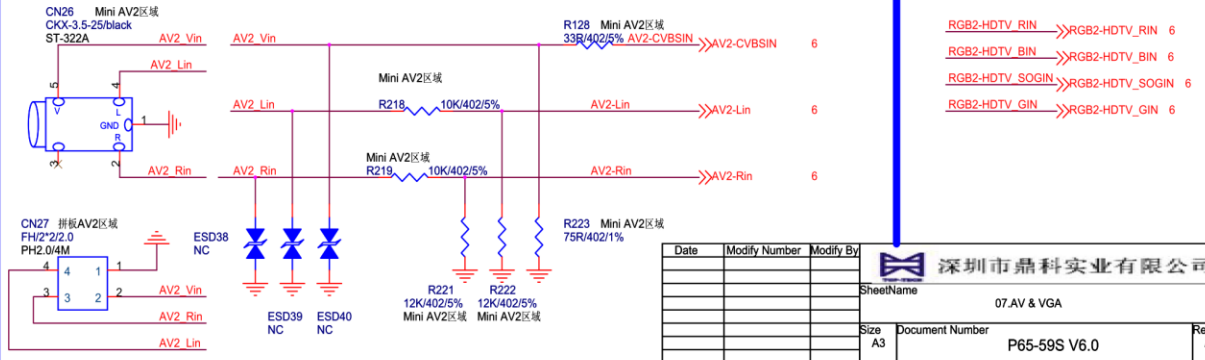 CN26 Mini AV2区域
CKX-3.5-25/black
ST-322A
AV2_Vin
AV2_Lin
5
4
V
L
GND
1
R
3
2
AV2_Rin
AV2_Vin
R128 Mini AV2区域
33R/402/5%
AV2-CVBSIN
AV2-CVBSIN 6
Mini AV2区域
AV2_Lin
R218 10K/402/5%
AV2-Lin
AV2-Lin 6
Mini AV2区域
AV2_Rin
R219 10K/402/5%
AV2-Rin
AV2-Rin 6
RGB2-HDTV_RIN
RGB2-HDTV_RIN 6
RGB2-HDTV_BIN
RGB2-HDTV_BIN 6
RGB2-HDTV_SOGIN
RGB2-HDTV_SOGIN 6
RGB2-HDTV_GIN
RGB2-HDTV_GIN 6
CN27 拼板AV2区域
FH/2*2/2.0
PH2.0/4M
4 4 1 1
3 3 2 2
AV2_Vin
AV2_Rin
AV2_Lin
ESD38
NC
ESD39
NC
ESD40
NC
R221
12K/402/5%
Mini AV2区域
R222
12K/402/5%
Mini AV2区域
R223 Mini AV2区域
75R/402/1%
Date Modify Number Modify By
深圳市鼎科实业有限公司
SheetName
07.AV & VGA
Size
A3
Document Number
P65-59S V6.0
Re